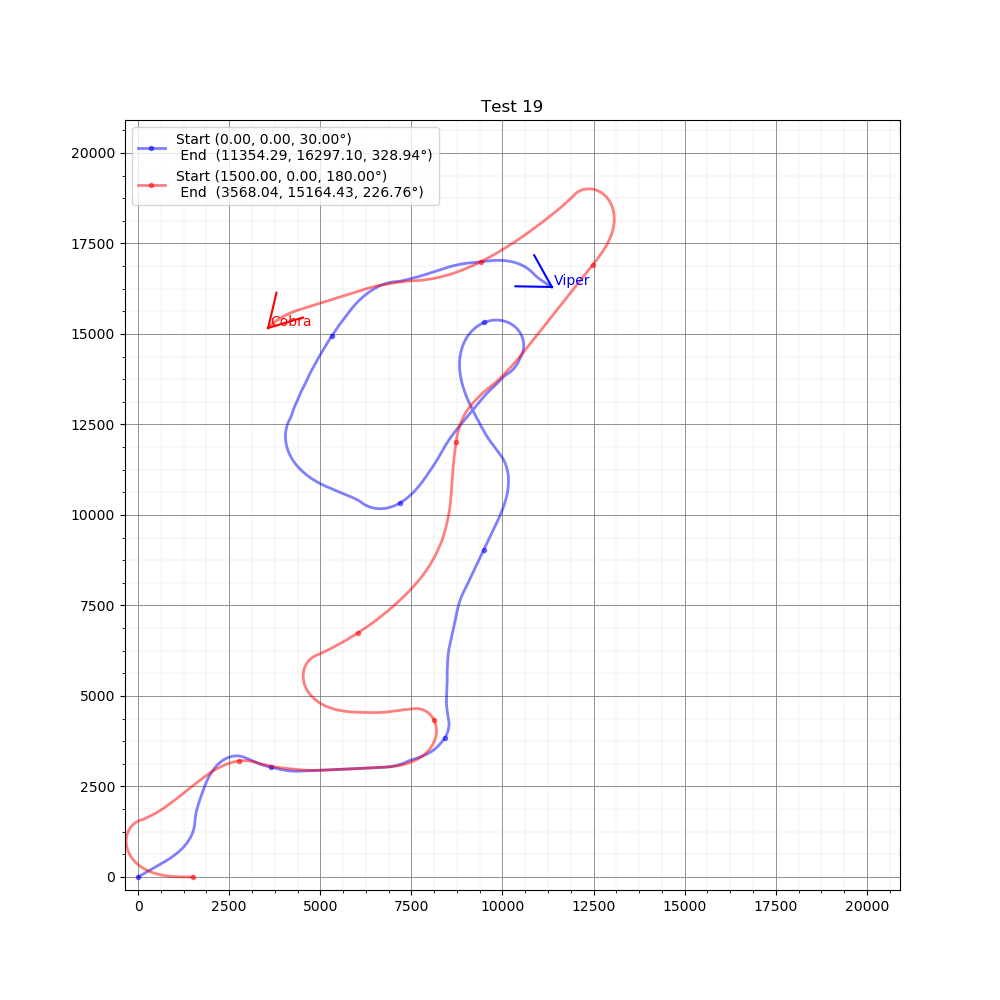 Test 19
Start (0.00, 0.00, 30.00°)
End (11354.29, 16297.10, 328.94°)
Start (1500.00, 0.00, 180.00°)
End (3568.04, 15164.43, 226.76°)
20000
17500
15000
12500
10000
7500
5000
2500
0
Viper
Cobra
0 2500 5000 7500 10000 12500 15000 17500 20000